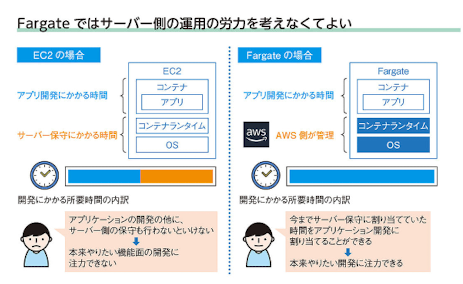 Fargate ではサーバー側の運用の労力を考えなくてよい
EC2 の場合
EC2
コンテナ
アプリ
アプリ開発にかかる時間
サーバー保守にかかる時間
コンテナランタイム
OS
開発にかかる所要時間の内訳
アプリケーションの開発の他に、
サーバー側の保守も行わないといけない
本来やりたい機能面の開発に
注力できない
Fargate の場合
Fargate
コンテナ
アプリ
アプリ開発にかかる時間
aws
AWS 側が管理
コンテナランタイム
OS
開発にかかる所要時間の内訳
今までサーバー保守に割り当てていた
時間をアプリケーション開発に
割り当てることができる
本来やりたい開発に注力できる